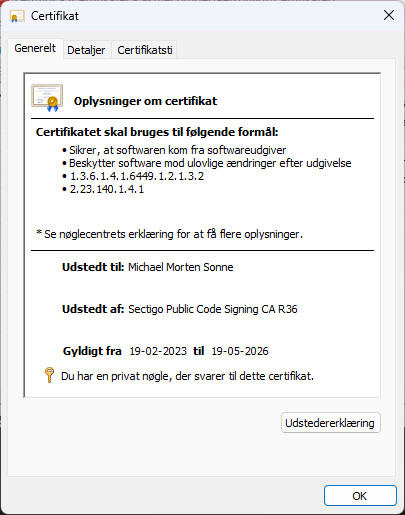 Certifikat
Generelt Detaljer Certifikatsti
Oplysninger om certifikat
Certifikatet skal bruges til følgende formål:
• Sikrer, at softwaren kom fra softwareudgiver
• Beskytter software mod ulovlige ændringer efter udgivelse
• 1.3.6.1.4.1.6449.1.2.1.3.2
• 2.23.140.1.4.1
* Se nøglecentrets erklæring for at få flere oplysninger.
Udstedt til: Michael Morten Sonne
Udstedt af: Sectigo Public Code Signing CA R36
Gyldigt fra 19-02-2023 til 19-05-2026
Du har en privat nøgle, der svarer til dette certifikat.
Udstedererklæring
OK